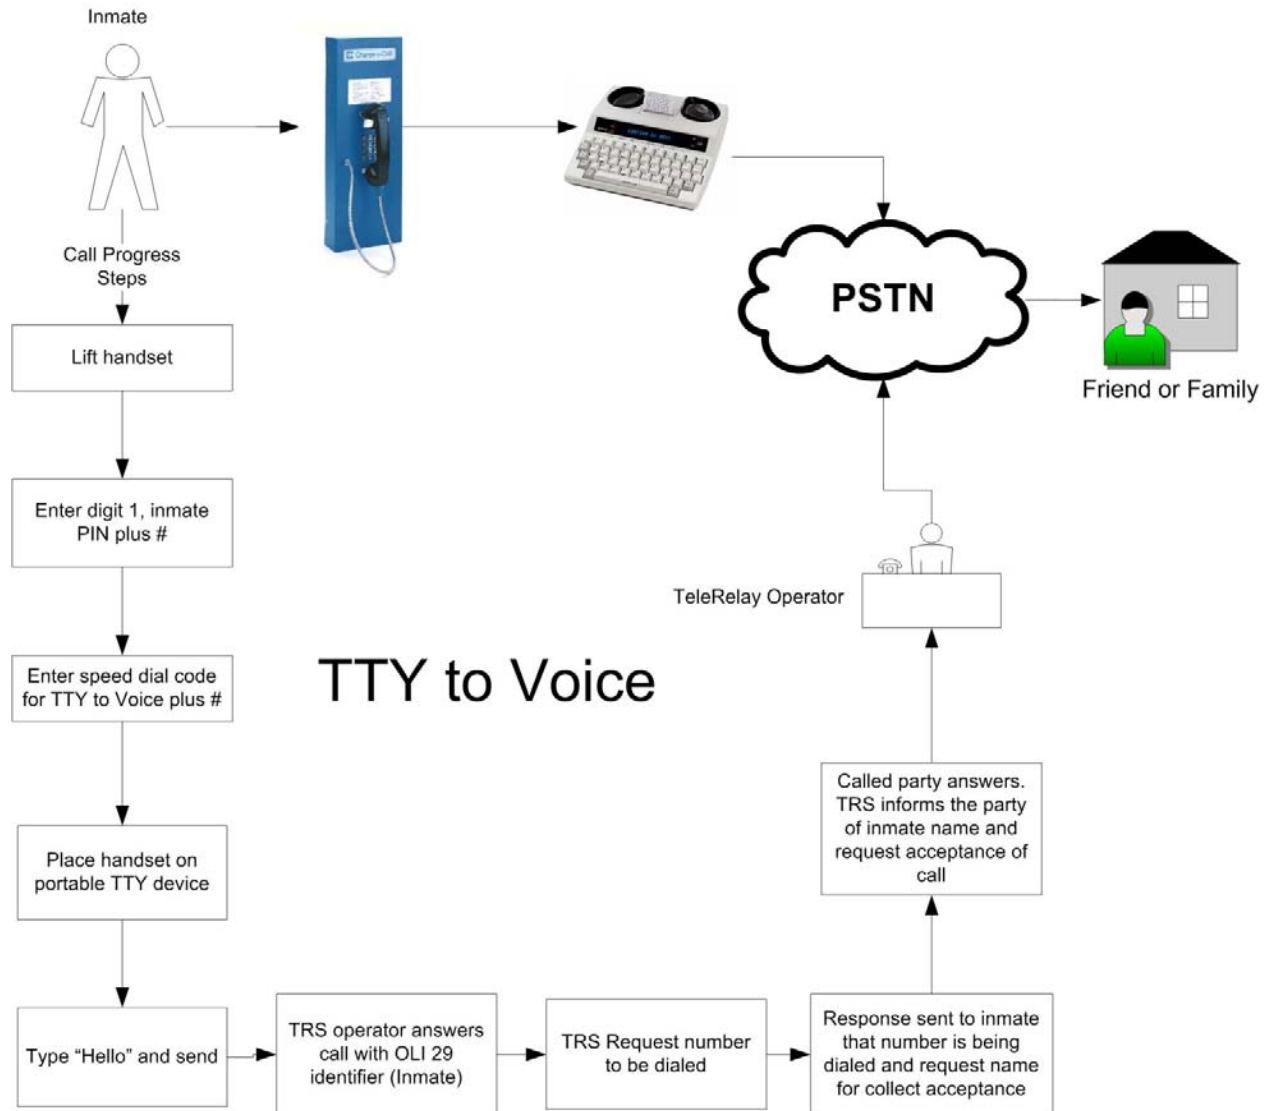 Inmate
Call Progress
Steps
Lift handset
Enter digit 1, inmate
PIN plus #
Enter speed dial code
for TTY to Voice plus #
Place handset on
portable TTY device
Type “Hello” and send
TRS operator answers
call with OLI 29
identifier (Inmate)
TRS Request number
to be dialed
Response sent to inmate
that number is being
dialed and request name
for collect acceptance
Called party answers.
TRS informs the party
of inmate name and
request acceptance of
call
TeleRelay Operator
PSTN
Friend or Family
TTY to Voice